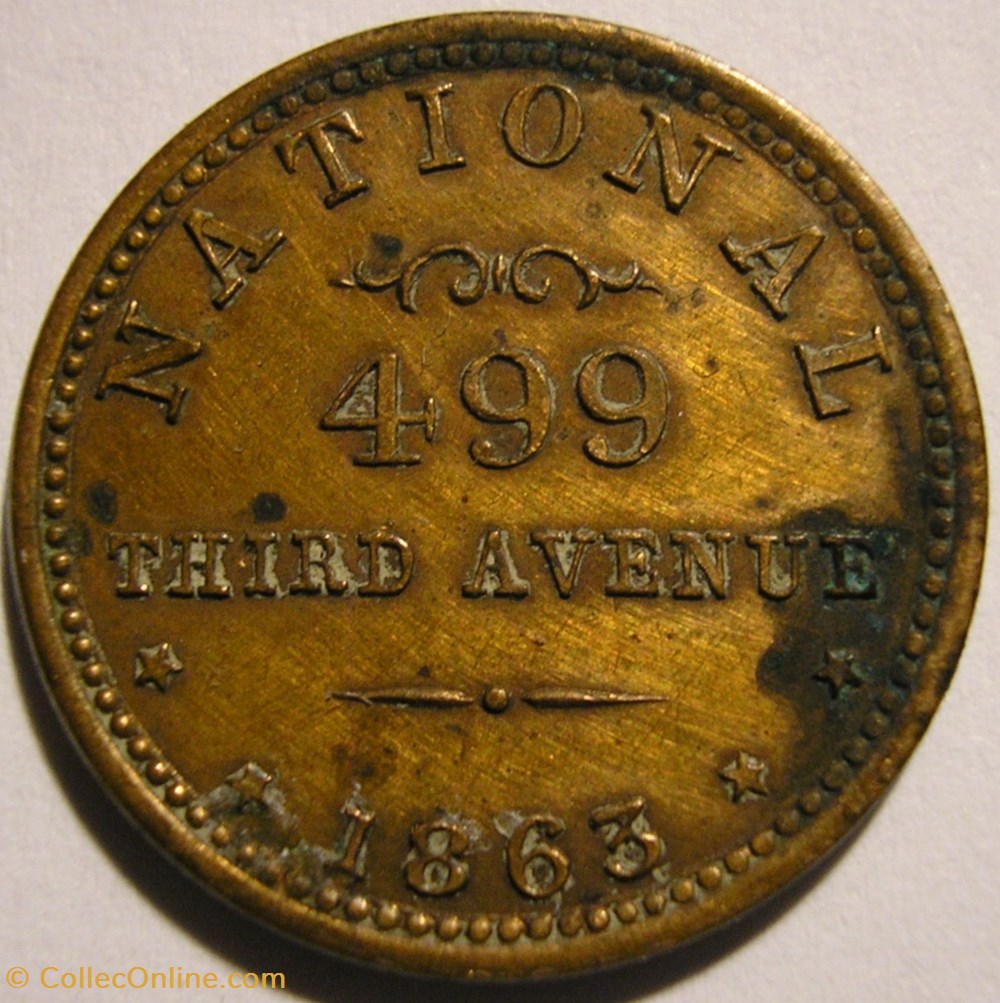 NATIONAL
499
THIRD AVENUE
1863
© CollecOnline.com